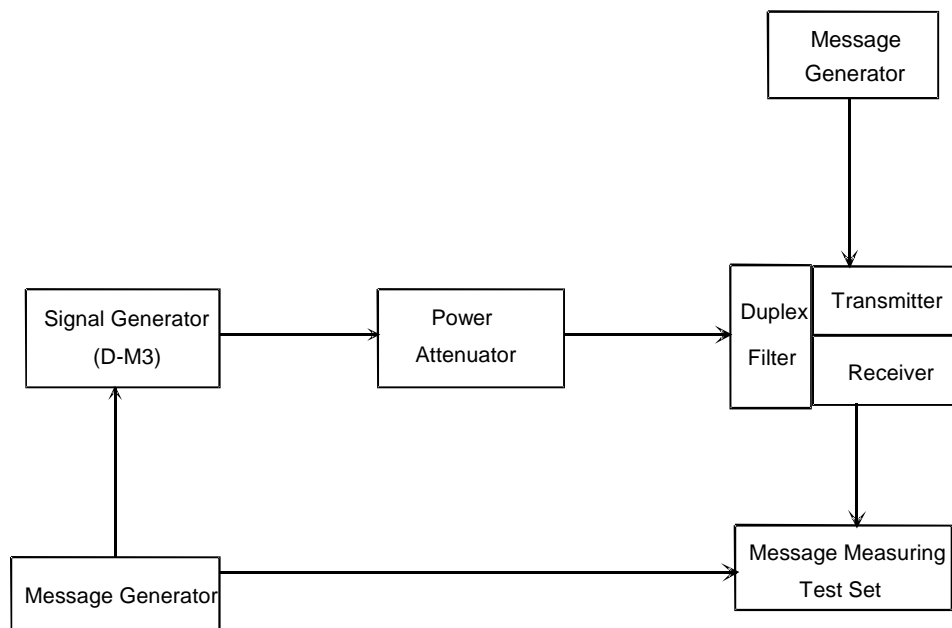 Message
Generator
Signal Generator
(D-M3)
Power
Attenuator
Duplex
Filter
Transmitter
Receiver
Message Generator
Message Measuring
Test Set